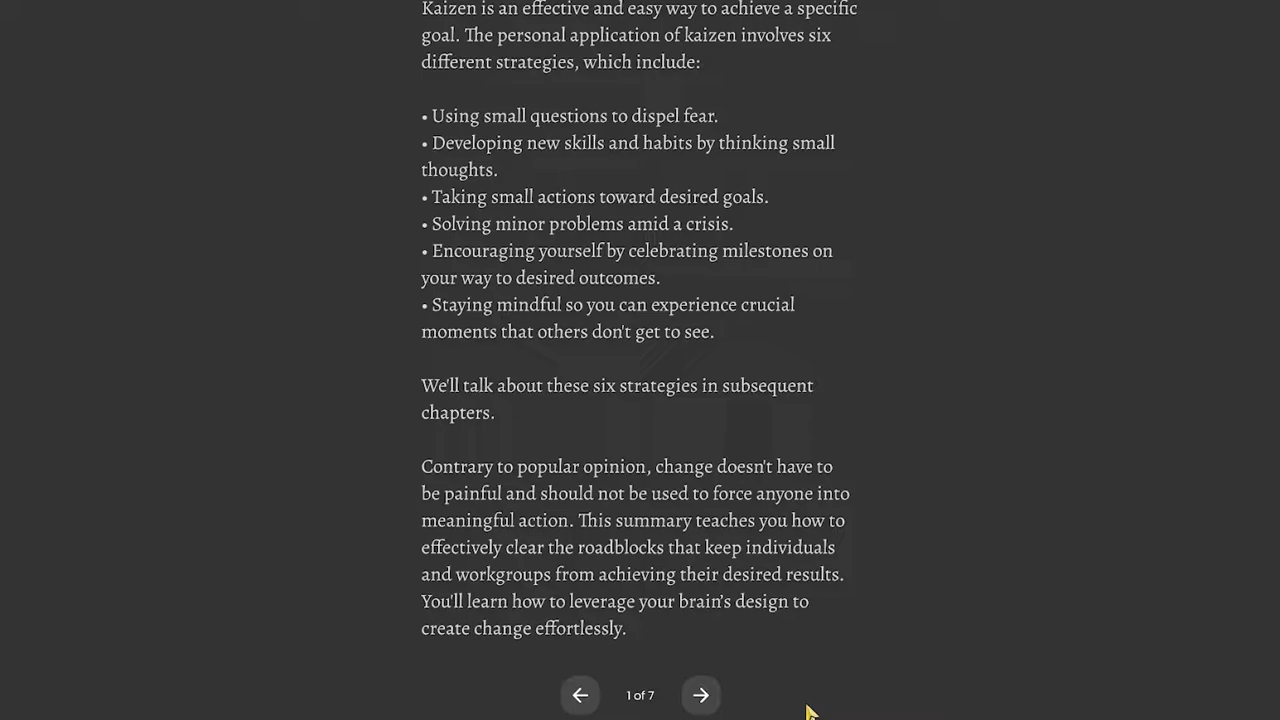 Kaizen is an effective and easy way to achieve a specific
goal. The personal application of kaizen involves six
different strategies, which include:
• Using small questions to dispel fear.
• Developing new skills and habits by thinking small
thoughts.
• Taking small actions toward desired goals.
• Solving minor problems amid a crisis.
• Encouraging yourself by celebrating milestones on
your way to desired outcomes.
• Staying mindful so you can experience crucial
moments that others don't get to see.
We'll talk about these six strategies in subsequent
chapters.
Contrary to popular opinion, change doesn't have to
be painful and should not be used to force anyone into
meaningful action. This summary teaches you how to
effectively clear the roadblocks that keep individuals
and workgroups from achieving their desired results.
You'll learn how to leverage your brain’s design to
create change effortlessly.
1 of 7